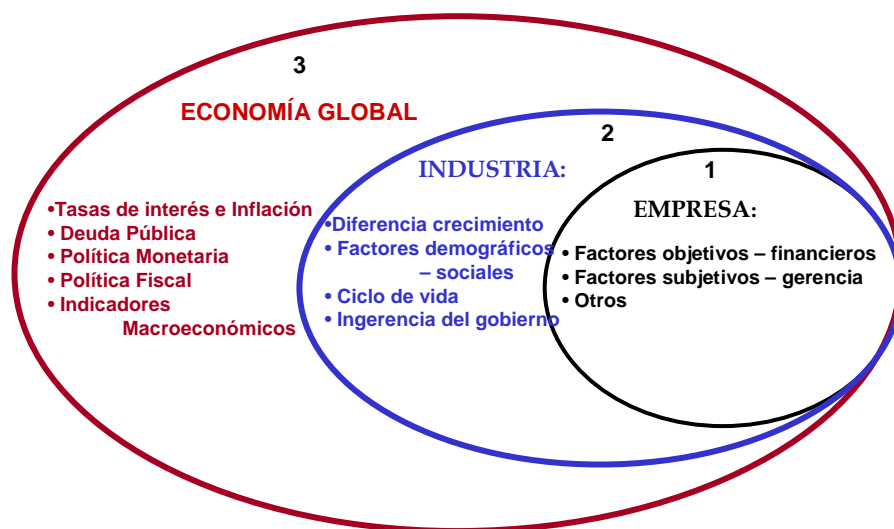 3
ECONOMÍA GLOBAL
•Tasas de interés e Inflación
• Deuda Pública
• Política Monetaria
• Política Fiscal
• Indicadores
Macroeconómicos
2
INDUSTRIA:
•Diferencia crecimiento
• Factores demográficos
– sociales
• Ciclo de vida
• Ingerencia del gobierno
1
EMPRESA:
• Factores objetivos – financieros
• Factores subjetivos – gerencia
• Otros